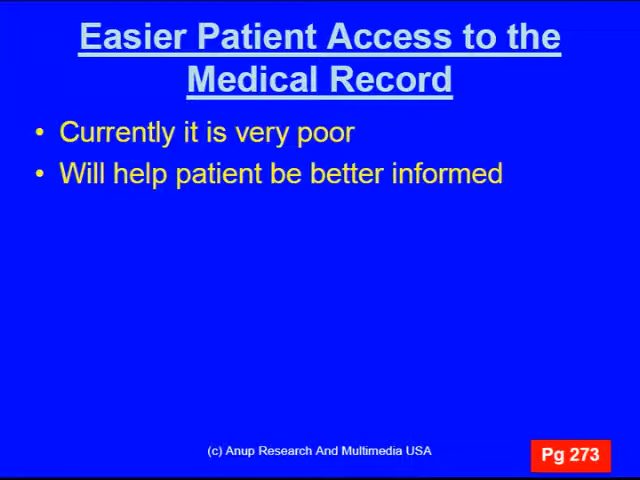 Easier Patient Access to the
Medical Record
• Currently it is very poor
• Will help patient be better informed
(c) Anup Research And Multimedia USA
Pg 273